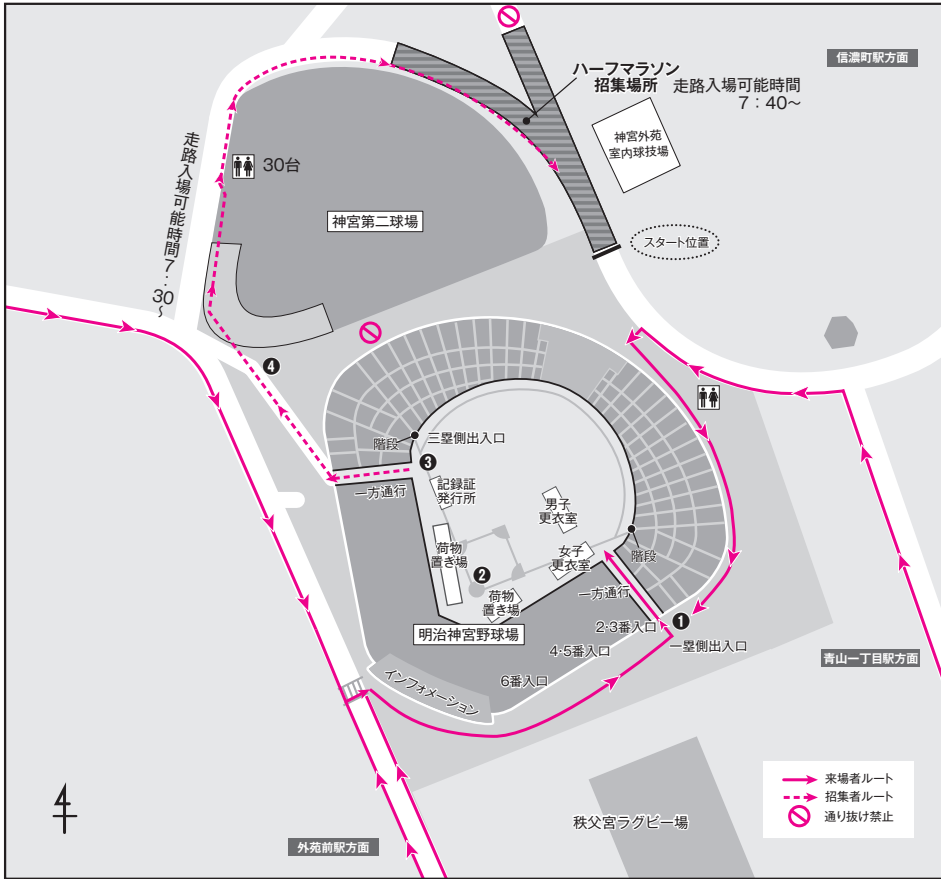 信濃町駅方面
ハーフマラソン
招集場所
走路入場可能時間
7：40～
神宮外苑
室内球技場
走路入場可能時間7：30～
30台
神宮第二球場
スタート位置
4
階段
三塁側出入口
3
一方通行
記録証
発行所
男子
更衣室
荷物
置き場
女子
更衣室
階段
2
荷物
置き場
一方通行
1
2・3番入口
明治神宮野球場
4・5番入口
一塁側出入口
6番入口
インフォメーション
青山一丁目駅方面
来場者ルート
招集者ルート
通り抜け禁止
秩父宮ラグビー場
外苑前駅方面